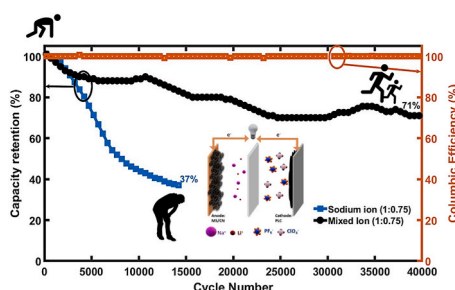 100
80
60
40
20
0
Capacity retention (%)
100
80
60
40
20
0
Columbic Efficiency (%)
71%
37%
e⁻
e⁻
Anode:
Cathode:
PLC
Na⁺
Li⁺
PF₆⁻
ClO₄⁻
Sodium ion (1:0.75)
Mixed Ion (1:0.75)
0
5000
10000
15000
20000
25000
30000
35000
40000
Cycle Number